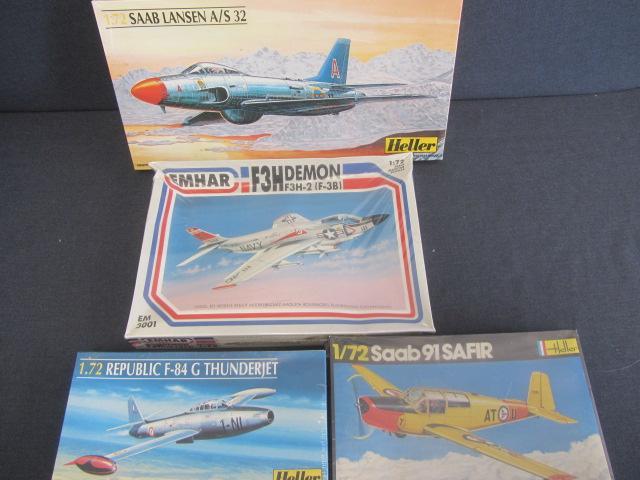 1:72 SAAB LANSEN A/S 32
A
Heller
EMHAR
F3H DEMON
F3H-2 (F-3B)
1:72
NAVY
EM
3001
EMHAR
1:72 REPUBLIC F-84 G THUNDERJET
1-NI
Heller
1/72 Saab 91 SAFIR
Heller
AT U